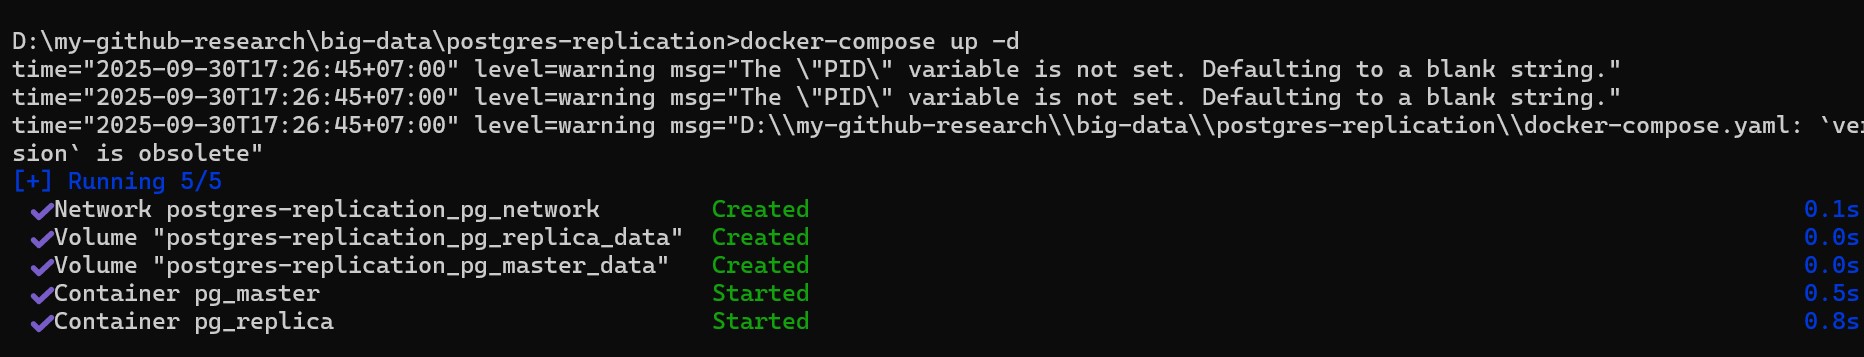 D:\my-github-research\big-data\postgres-replication>docker-compose up -d
time="2025-09-30T17:26:45+07:00" level=warning msg="The \"PID\" variable is not set. Defaulting to a blank string."
time="2025-09-30T17:26:45+07:00" level=warning msg="The \"PID\" variable is not set. Defaulting to a blank string."
time="2025-09-30T17:26:45+07:00" level=warning msg="D:\\my-github-research\\big-data\\postgres-replication\\docker-compose.yaml: `ver
sion` is obsolete"
[+] Running 5/5
✔Network postgres-replication_pg_network Created 0.1s
✔Volume "postgres-replication_pg_replica_data" Created 0.0s
✔Volume "postgres-replication_pg_master_data" Created 0.0s
✔Container pg_master Started 0.5s
✔Container pg_replica Started 0.8s